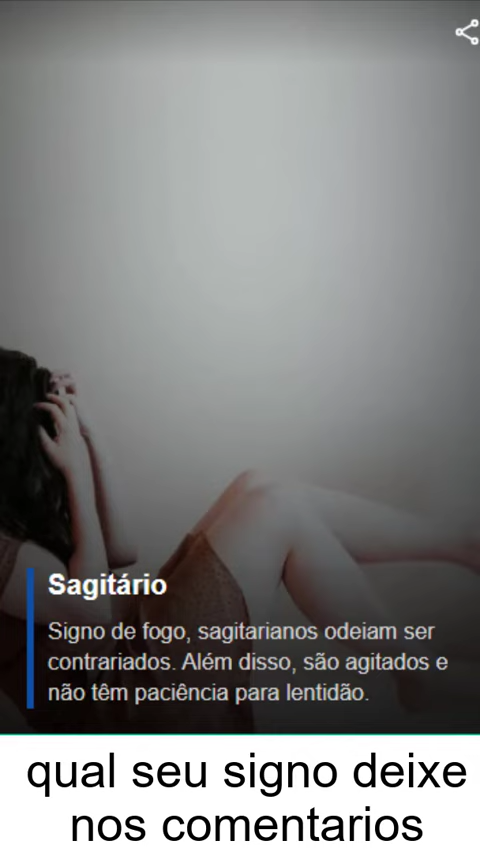 Sagitário
Signo de fogo, sagitarianos odeiam ser
contrariados. Além disso, são agitados e
não têm paciência para lentidão.
qual seu signo deixe
nos comentarios